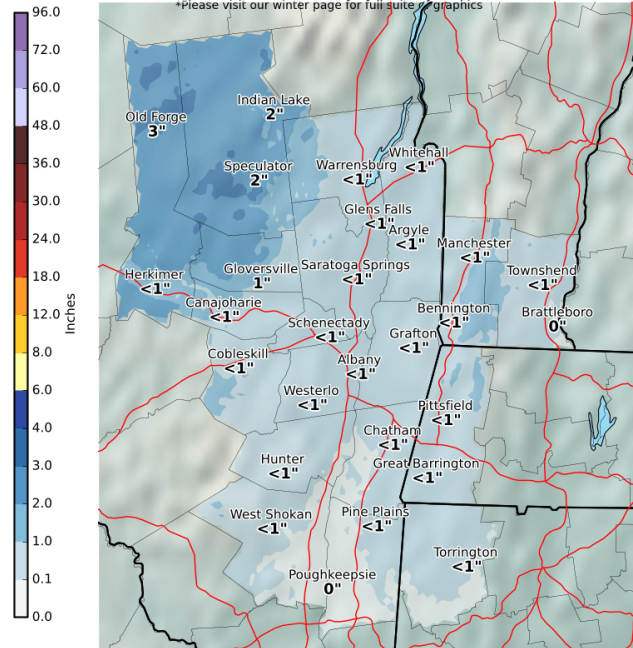 *Please visit our winter page for full suite of graphics
96.0
72.0
60.0
48.0
36.0
30.0
24.0
18.0
12.0
8.0
6.0
4.0
3.0
2.0
1.0
0.1
0.0
Inches
Old Forge
3"
Indian Lake
2"
Speculator
2"
Warrensburg
<1"
Whitehall
<1"
Glens Falls
<1"
Argyle
<1"
Manchester
<1"
Herkimer
<1"
Gloversville
1"
Saratoga Springs
<1"
Townshend
<1"
Canajoharie
<1"
Schenectady
<1"
Bennington
<1"
Brattleboro
0"
Grafton
<1"
Cobleskill
<1"
Albany
<1"
Westerlo
<1"
Pittsfield
<1"
Chatham
<1"
Hunter
<1"
Great Barrington
<1"
West Shokan
<1"
Pine Plains
<1"
Torrington
<1"
Poughkeepsie
0"